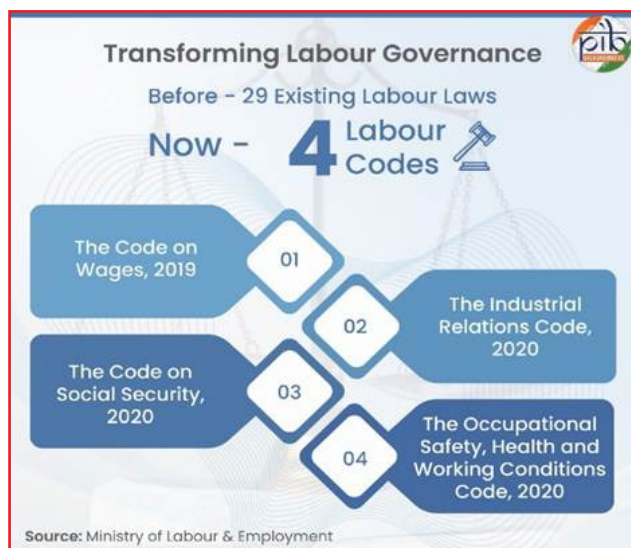 Transforming Labour Governance
pib
BACKGROUNDERS
Before - 29 Existing Labour Laws
Now - 4 Labour
Codes
The Code on
Wages, 2019
01
02
The Industrial
Relations Code,
2020
The Code on
Social Security,
2020
03
04
The Occupational
Safety, Health and
Working Conditions
Code, 2020
Source: Ministry of Labour & Employment